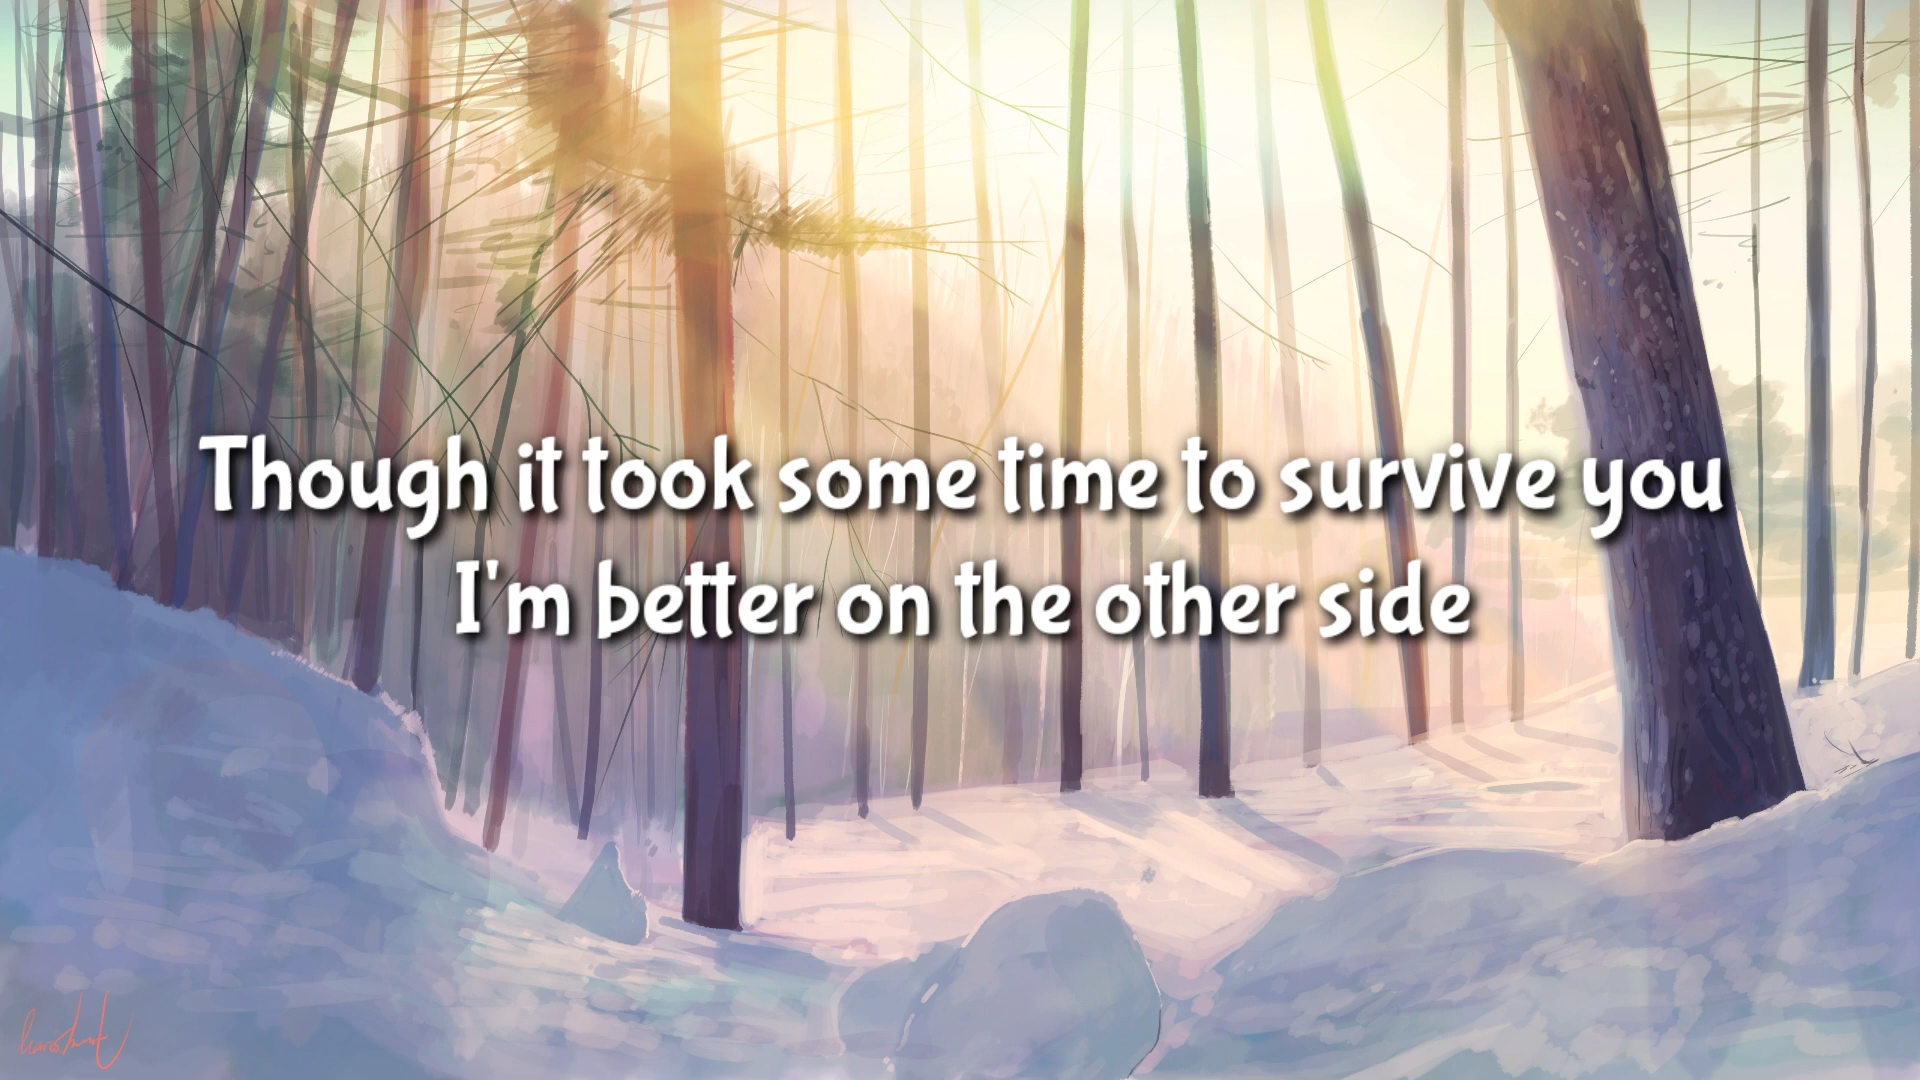 Though it took some time to survive you
I'm better on the other side